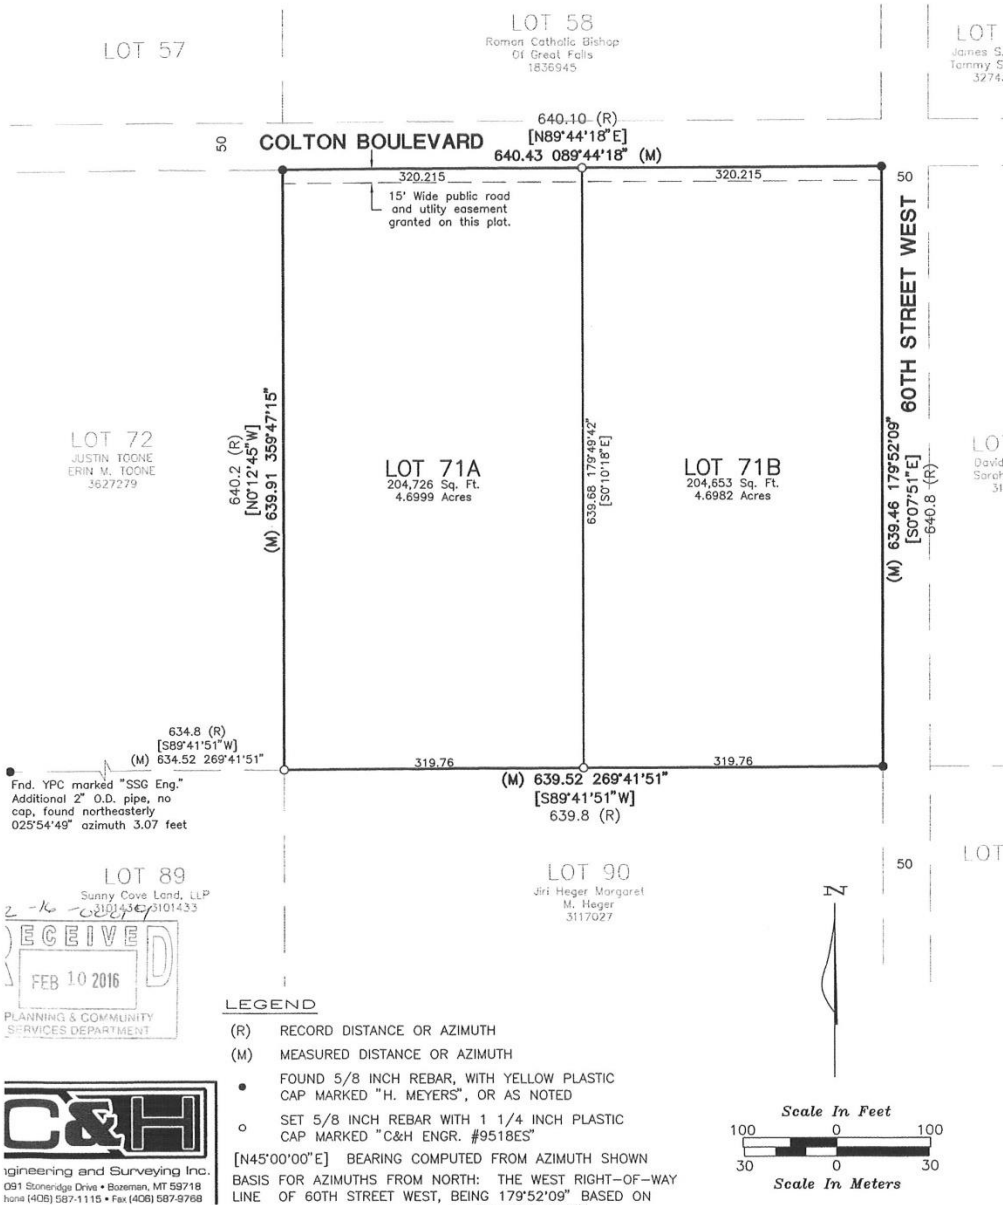 LOT 57
LOT 58
Roman Catholic Bishop
Of Great Falls
1836945
LOT
James S.
Tammy S
3274
50
COLTON BOULEVARD
640.10 (R)
[N89°44'18"E]
640.43 089°44'18" (M)
320.215
320.215
15' Wide public road
and utlity easement
granted on this plat.
50
60TH STREET WEST
LOT 72
JUSTIN TOONE
ERIN M. TOONE
3627279
640.2 (R)
[N0°12'45"W]
(M) 639.91 359°47'15"
LOT 71A
204,726 Sq. Ft.
4.6999 Acres
639.68 179°49'42"
[S0°10'18"E]
LOT 71B
204,653 Sq. Ft.
4.6982 Acres
(M) 639.46 179°52'09"
[S0°07'51"E]
640.8 (R)
LO
David
Sarah
31
634.8 (R)
[S89°41'51"W]
(M) 634.52 269°41'51"
Fnd. YPC marked "SSG Eng."
Additional 2" O.D. pipe, no
cap, found northeasterly
025°54'49" azimuth 3.07 feet
319.76
319.76
(M) 639.52 269°41'51"
[S89°41'51"W]
639.8 (R)
LOT 89
Sunny Cove Land, LLP
3101433
LOT 90
Jiri Heger Margaret
M. Heger
3117027
50
LOT
N
ECEIVED
FEB 10 2016
PLANNING & COMMUNITY
SERVICES DEPARTMENT
C&H
gineering and Surveying Inc.
091 Stoneridge Drive • Bozeman, MT 59718
hone (406) 587-1115 • Fax (406) 587-9768
LEGEND
(R) RECORD DISTANCE OR AZIMUTH
(M) MEASURED DISTANCE OR AZIMUTH
● FOUND 5/8 INCH REBAR, WITH YELLOW PLASTIC
CAP MARKED "H. MEYERS", OR AS NOTED
○ SET 5/8 INCH REBAR WITH 1 1/4 INCH PLASTIC
CAP MARKED "C&H ENGR. #9518ES"
[N45°00'00"E] BEARING COMPUTED FROM AZIMUTH SHOWN
BASIS FOR AZIMUTHS FROM NORTH: THE WEST RIGHT-OF-WAY
LINE OF 60TH STREET WEST, BEING 179°52'09" BASED ON
Scale In Feet
100 0 100
30 0 30
Scale In Meters